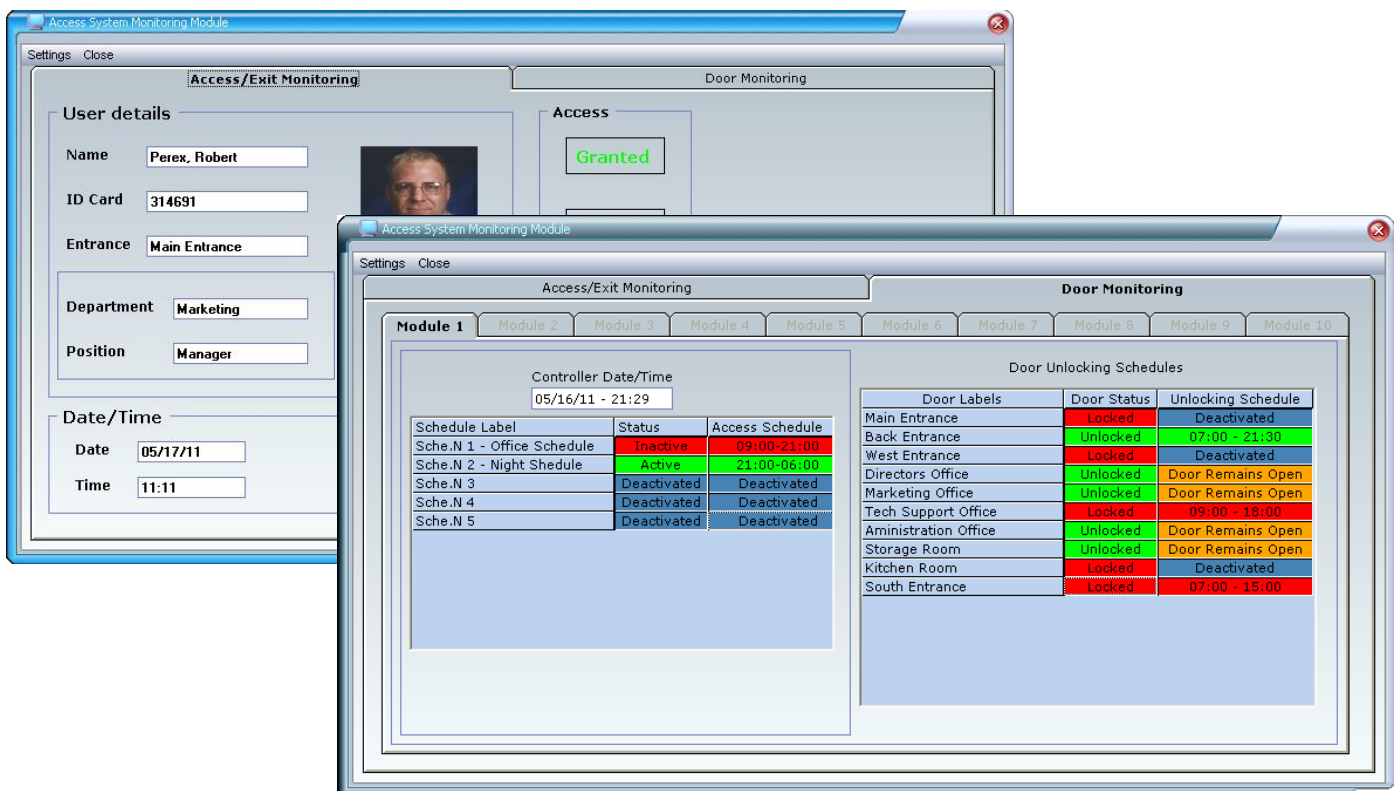 Access System Monitoring Module
Settings Close
Access/Exit Monitoring Door Monitoring
User details
Name Perex, Robert
ID Card 314691
Entrance Main Entrance
Department Marketing
Position Manager
Date/Time
Date 05/17/11
Time 11:11
Access
Granted
Access System Monitoring Module
Settings Close
Access/Exit Monitoring Door Monitoring
Module 1 Module 2 Module 3 Module 4 Module 5 Module 6 Module 7 Module 8 Module 9 Module 10
Controller Date/Time
05/16/11 - 21:29
Schedule Label Status Access Schedule
Sche.N 1 - Office Schedule Inactive 09:00-21:00
Sche.N 2 - Night Shedule Active 21:00-06:00
Sche.N 3 Deactivated Deactivated
Sche.N 4 Deactivated Deactivated
Sche.N 5 Deactivated Deactivated
Door Unlocking Schedules
Door Labels Door Status Unlocking Schedule
Main Entrance Locked Deactivated
Back Entrance Unlocked 07:00 - 21:30
West Entrance Locked Deactivated
Directors Office Unlocked Door Remains Open
Marketing Office Unlocked Door Remains Open
Tech Support Office Locked 09:00 - 18:00
Aministration Office Unlocked Door Remains Open
Storage Room Unlocked Door Remains Open
Kitchen Room Locked Deactivated
South Entrance Locked 07:00 - 15:00